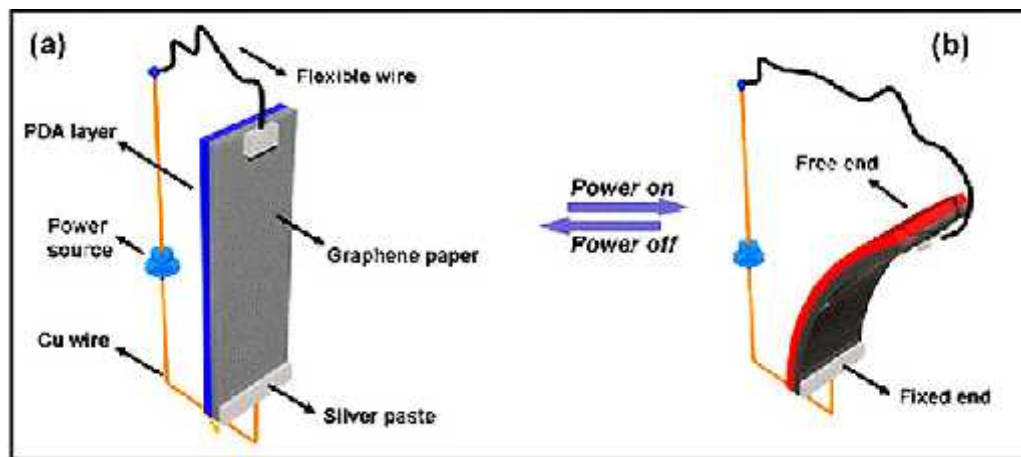 (a)
Flexible wire
PDA layer
Power
source
Graphene paper
Cu wire
Silver paste
Power on
Power off
(b)
Free end
Fixed end